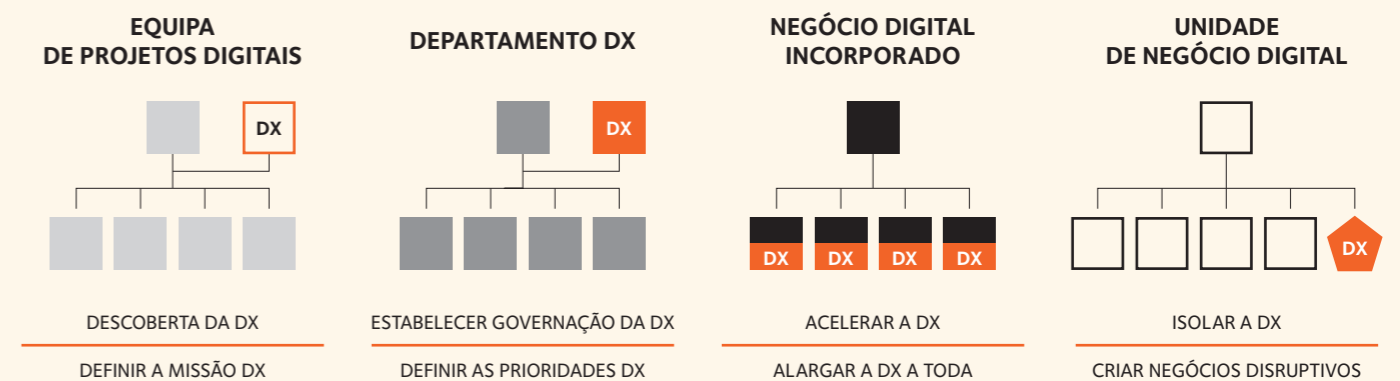 EQUIPA
DE PROJETOS DIGITAIS
DX
DESCOBERTA DA DX
DEFINIR A MISSÃO DX
DEPARTAMENTO DX
DX
ESTABELECER GOVERNAÇÃO DA DX
DEFINIR AS PRIORIDADES DX
NEGÓCIO DIGITAL
INCORPORADO
DX DX DX DX
ACELERAR A DX
ALARGAR A DX A TODA
UNIDADE
DE NEGÓCIO DIGITAL
DX
ISOLAR A DX
CRIAR NEGÓCIOS DISRUPTIVOS